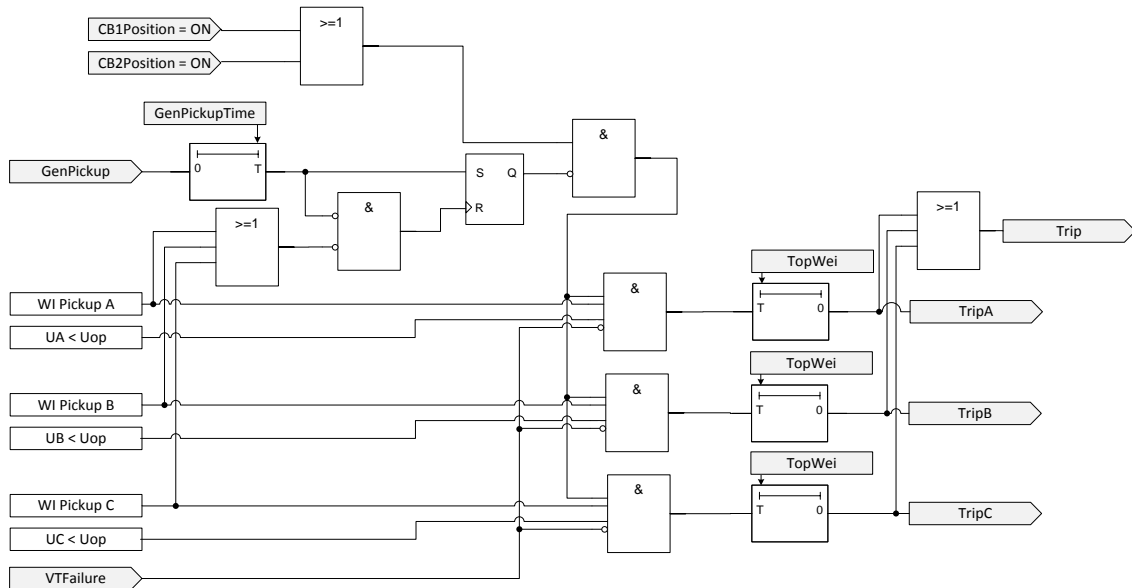 CB1Position = ON
>=1
CB2Position = ON
GenPickupTime
&
GenPickup
0 T
S Q
R
&
>=1
>=1
Trip
TopWei
&
WI Pickup A
T 0
TripA
UA < Uop
TopWei
&
WI Pickup B
T 0
TripB
UB < Uop
TopWei
&
WI Pickup C
T 0
TripC
UC < Uop
VTFailure